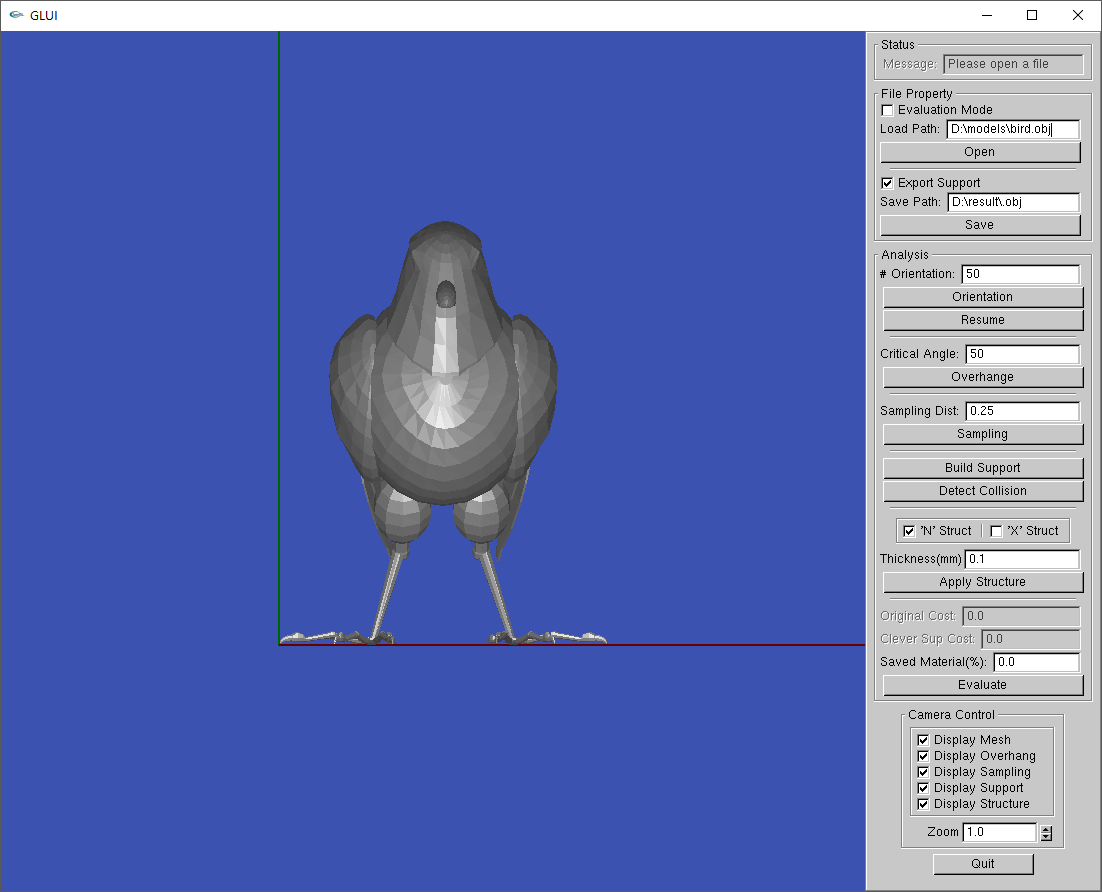 GLUI
Status
Message: Please open a file
File Property
Evaluation Mode
Load Path: D:\models\bird.obj
Open
Export Support
Save Path: D:\result\.obj
Save
Analysis
# Orientation: 50
Orientation
Resume
Critical Angle: 50
Overhange
Sampling Dist: 0.25
Sampling
Build Support
Detect Collision
'N' Struct 'X' Struct
Thickness(mm) 0.1
Apply Structure
Original Cost: 0.0
Clever Sup Cost: 0.0
Saved Material(%): 0.0
Evaluate
Camera Control
Display Mesh
Display Overhang
Display Sampling
Display Support
Display Structure
Zoom 1.0
Quit